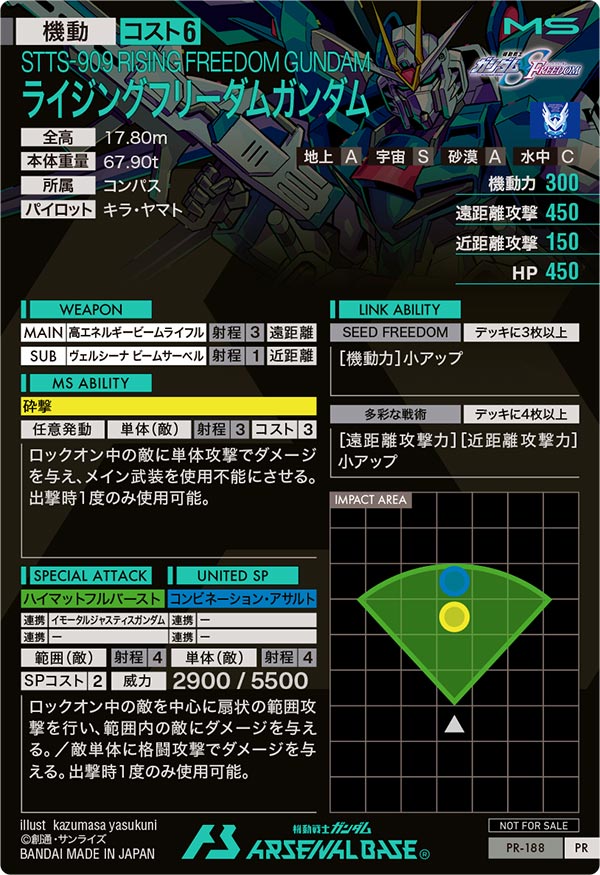 機動 コスト6
MS
STTS-909 RISING FREEDOM GUNDAM
ライジングフリーダムガンダム
機動戦士 ガンダム SEED FREEDOM
全高 17.80m
本体重量 67.90t
所属 コンパス
パイロット キラ・ヤマト
地上 A 宇宙 S 砂漠 A 水中 C
機動力 300
遠距離攻撃 450
近距離攻撃 150
HP 450
WEAPON
MAIN 高エネルギービームライフル 射程 3 遠距離
SUB ヴェルシーナ ビームサーベル 射程 1 近距離
MS ABILITY
砕撃
任意発動 単体(敵) 射程 3 コスト 3
ロックオン中の敵に単体攻撃でダメージ
を与え、メイン武装を使用不能にさせる。
出撃時1度のみ使用可能。
LINK ABILITY
SEED FREEDOM デッキに3枚以上
[機動力]小アップ
多彩な戦術 デッキに4枚以上
[遠距離攻撃力][近距離攻撃力]
小アップ
IMPACT AREA
SPECIAL ATTACK UNITED SP
ハイマットフルバースト コンビネーション・アサルト
連携 イモータルジャスティスガンダム 連携 ー
連携 ー 連携 ー
範囲(敵) 射程 4 単体(敵) 射程 4
SPコスト 2 威力 2900 / 5500
ロックオン中の敵を中心に扇状の範囲攻
撃を行い、範囲内の敵にダメージを与え
る。／敵単体に格闘攻撃でダメージを与
える。出撃時1度のみ使用可能。
illust kazumasa yasukuni
©創通・サンライズ
BANDAI MADE IN JAPAN
機動戦士ガンダム
ARSENAL BASE ®
NOT FOR SALE
PR-188 PR